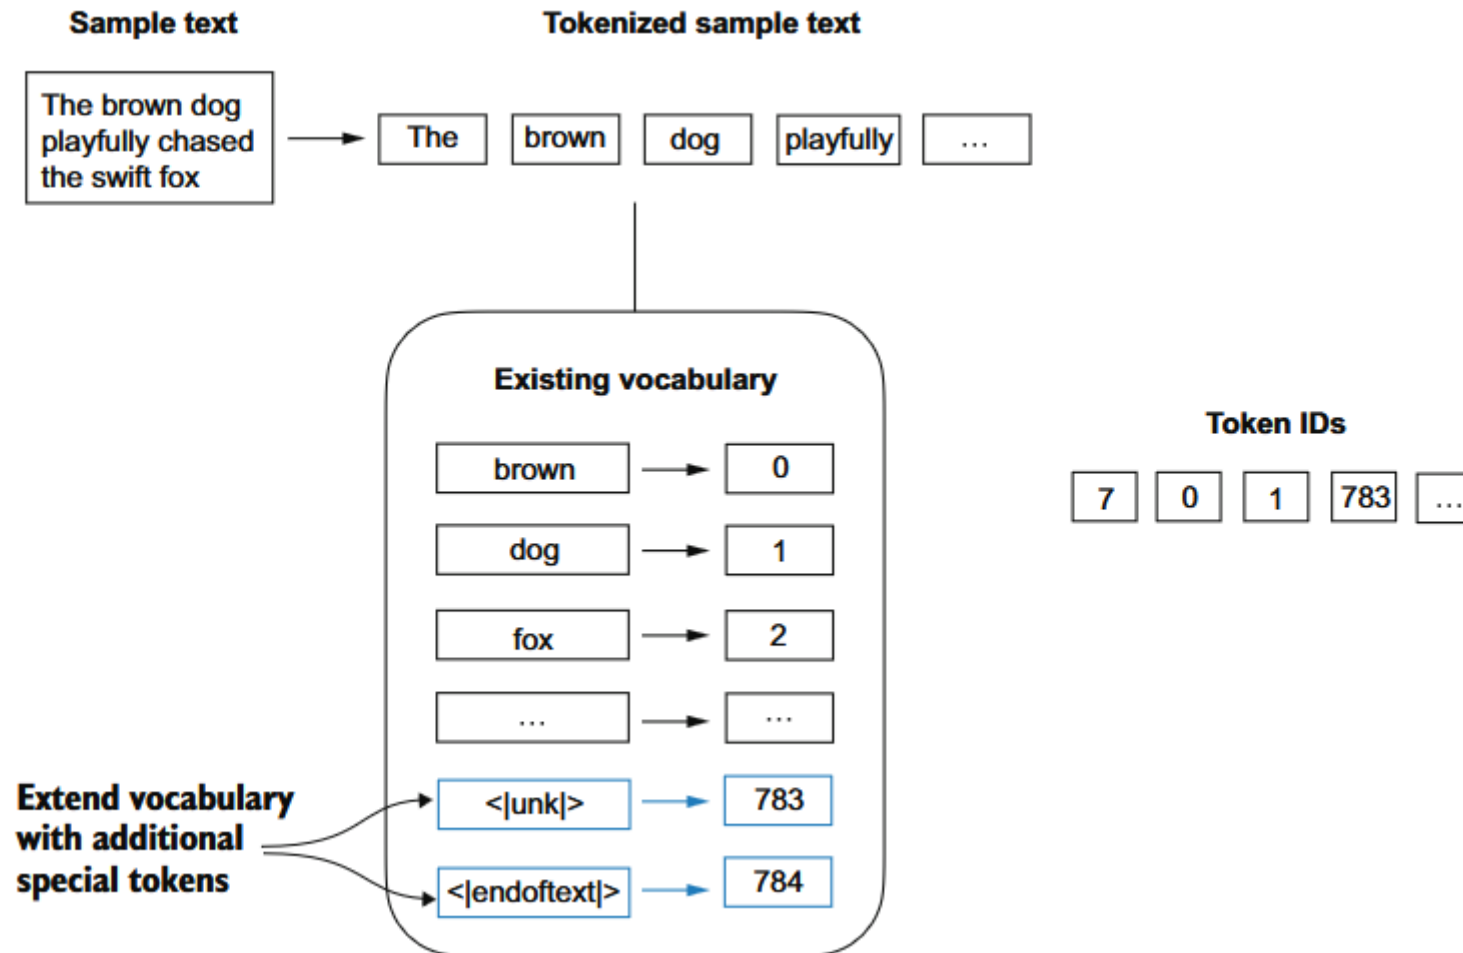 Sample text
Tokenized sample text
The brown dog
playfully chased
the swift fox
The
brown
dog
playfully
...
Existing vocabulary
brown
0
dog
1
fox
2
...
...
<|unk|>
783
<|endoftext|>
784
Extend vocabulary
with additional
special tokens
Token IDs
7
0
1
783
...